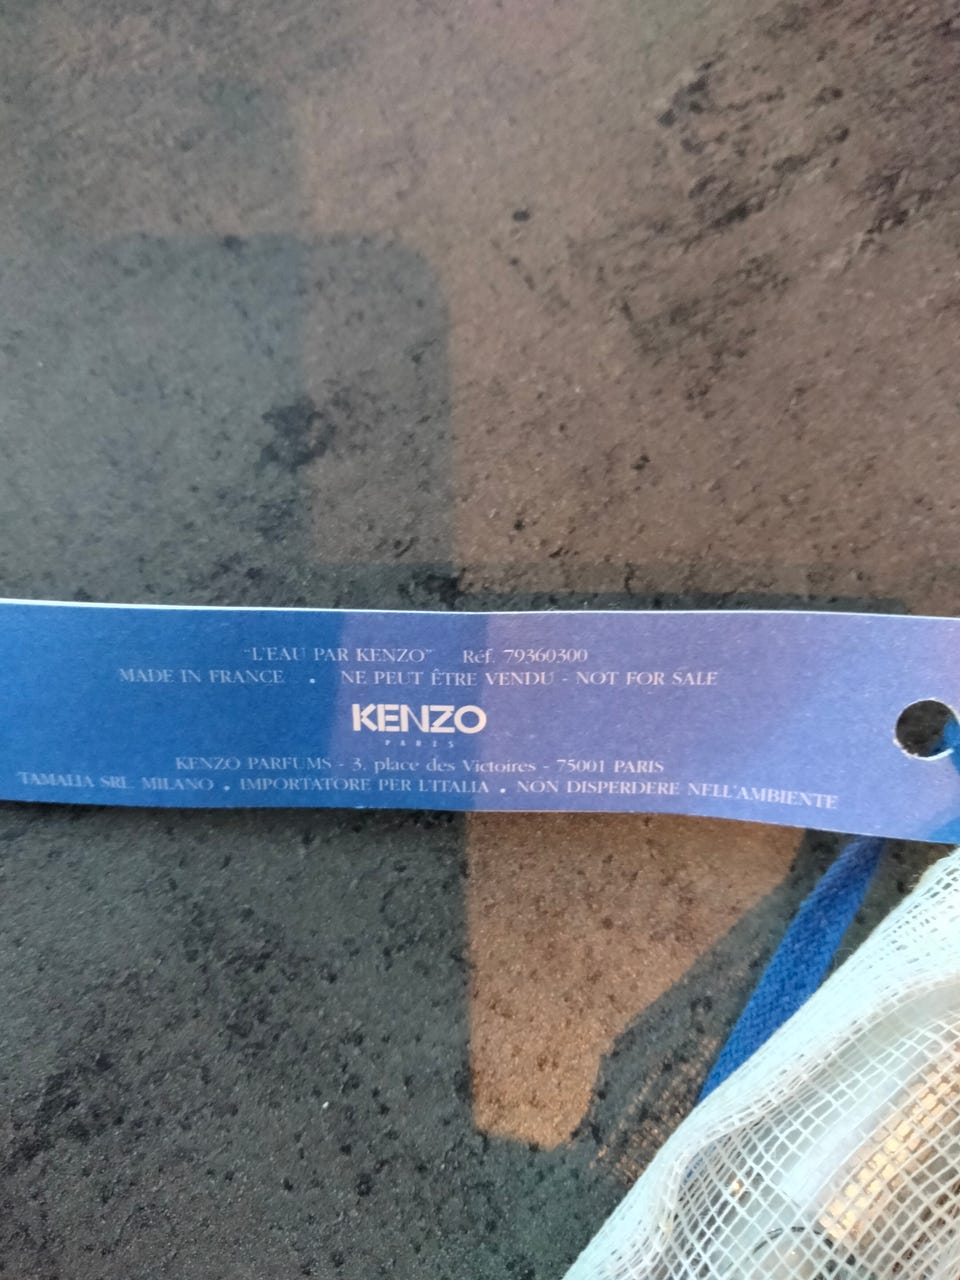 "L'EAU PAR KENZO" Réf. 79360300
MADE IN FRANCE . NE PEUT ÊTRE VENDU - NOT FOR SALE
KENZO
PARIS
KENZO PARFUMS - 3, place des Victoires - 75001 PARIS
TAMALIA SRL MILANO . IMPORTATORE PER L'ITALIA . NON DISPERDERE NELL'AMBIENTE